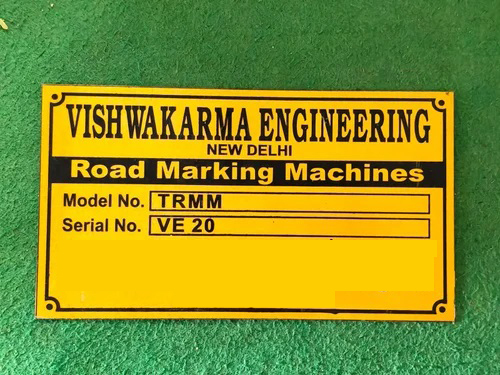 VISHWAKARMA ENGINEERING
NEW DELHI
Road Marking Machines
Model No. TRMM
Serial No. VE 20